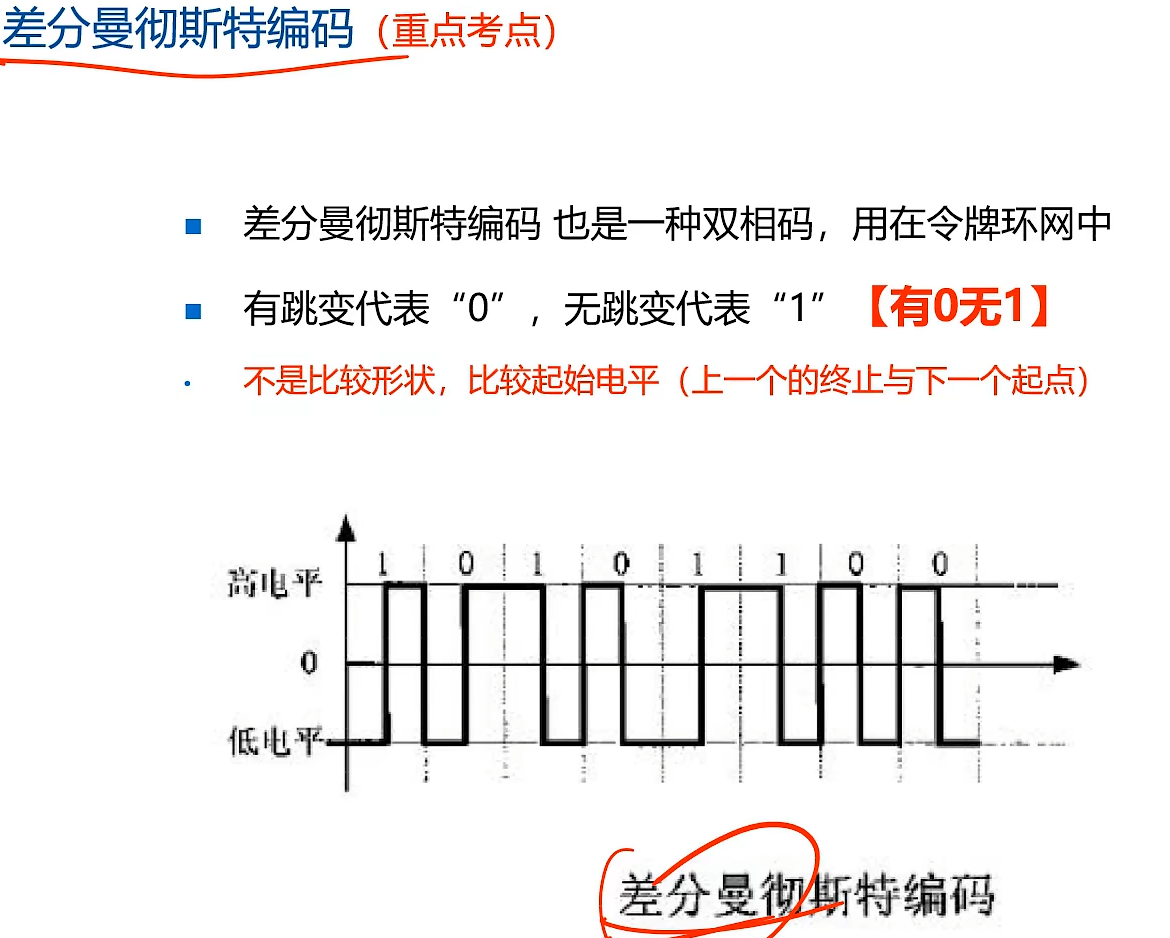 差分曼彻斯特编码（重点考点）
■ 差分曼彻斯特编码 也是一种双相码，用在令牌环网中
■ 有跳变代表“0”，无跳变代表“1” 【有0无1】
• 不是比较形状，比较起始电平（上一个的终止与下一个起点）
1 0 1 0 1 1 0 0
高电平
0
低电平
差分曼彻斯特编码